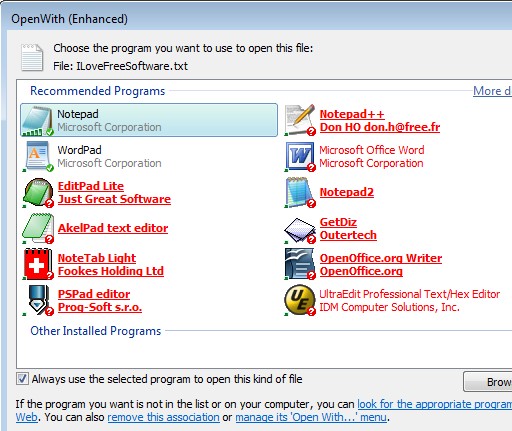 OpenWith (Enhanced)
Choose the program you want to use to open this file:
File: ILoveFreeSoftware.txt
Recommended Programs
More d
Notepad
Microsoft Corporation
Notepad++
Don HO don.h@free.fr
WordPad
Microsoft Corporation
Microsoft Office Word
Microsoft Corporation
EditPad Lite
Just Great Software
Notepad2
AkelPad text editor
GetDiz
Outertech
NoteTab Light
Fookes Holding Ltd
OpenOffice.org Writer
OpenOffice.org
PSPad editor
Prog-Soft s.r.o.
UE
UltraEdit Professional Text/Hex Editor
IDM Computer Solutions, Inc.
Other Installed Programs
Always use the selected program to open this kind of file
Brow
If the program you want is not in the list or on your computer, you can look for the appropriate program
Web. You can also remove this association or manage its 'Open With...' menu.